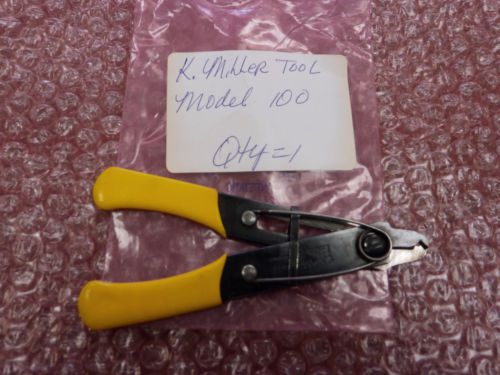 K. Miller Tool
Model 100
Qty=1